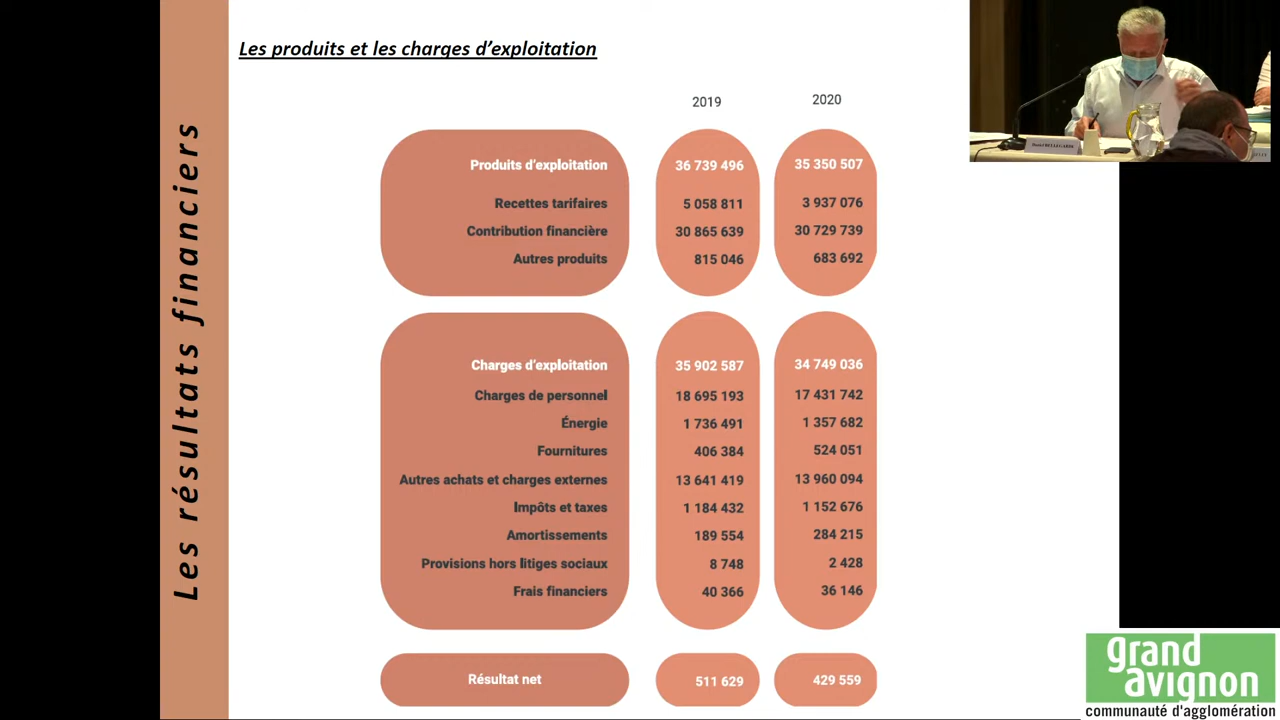 Les résultats financiers
Les produits et les charges d'exploitation
2019 2020
Produits d'exploitation 36 739 496 35 350 507
Recettes tarifaires 5 058 811 3 937 076
Contribution financière 30 865 639 30 729 739
Autres produits 815 046 683 692
Charges d'exploitation 35 902 587 34 749 036
Charges de personnel 18 695 193 17 431 742
Énergie 1 736 491 1 357 682
Fournitures 406 384 524 051
Autres achats et charges externes 13 641 419 13 960 094
Impôts et taxes 1 184 432 1 152 676
Amortissements 189 554 284 215
Provisions hors litiges sociaux 8 748 2 428
Frais financiers 40 366 36 146
Résultat net 511 629 429 559
grand
avignon
communauté d'agglomération